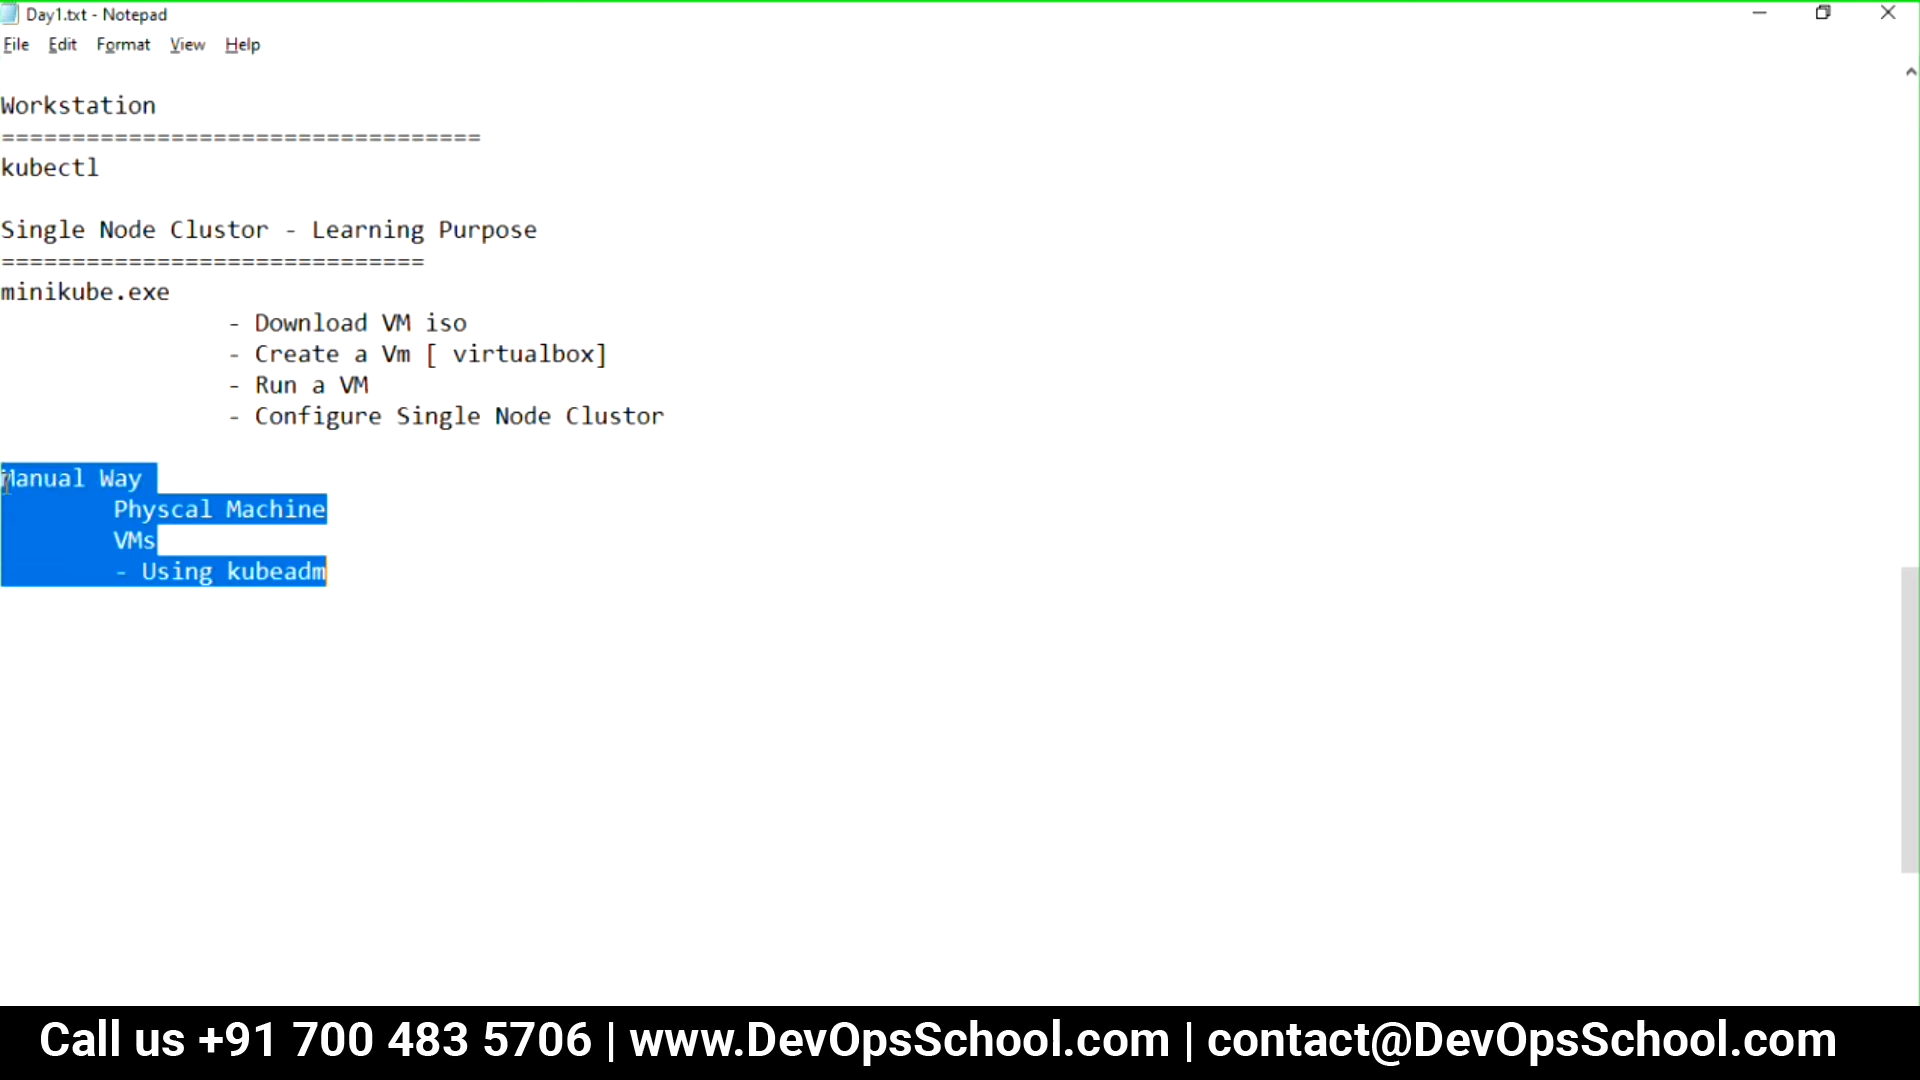 Day1.txt - Notepad
File Edit Format View Help
Workstation
==================================
kubectl
Single Node Clustor - Learning Purpose
==============================
minikube.exe
- Download VM iso
- Create a Vm [ virtualbox]
- Run a VM
- Configure Single Node Clustor
Manual Way
Physcal Machine
VMs
- Using kubeadm
Call us +91 700 483 5706 | www.DevOpsSchool.com | contact@DevOpsSchool.com